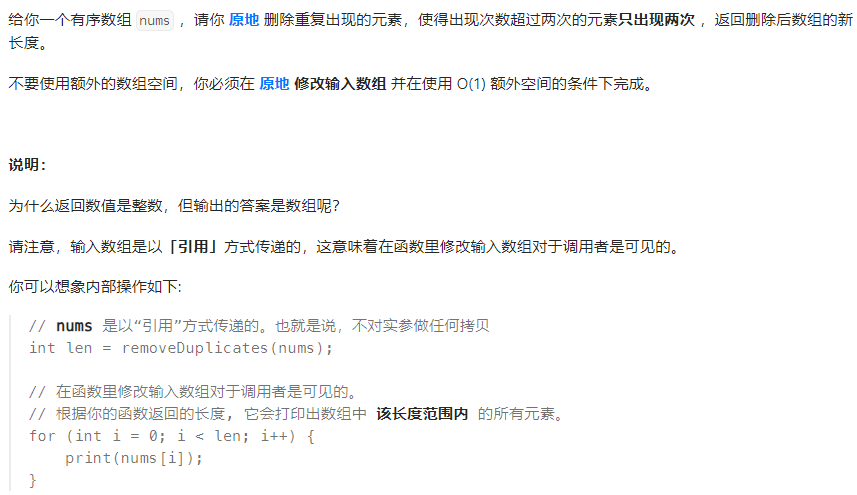 给你一个有序数组 nums ，请你 原地 删除重复出现的元素，使得出现次数超过两次的元素只出现两次 ，返回删除后数组的新
长度。
不要使用额外的数组空间，你必须在 原地 修改输入数组 并在使用 O(1) 额外空间的条件下完成。
说明：
为什么返回数值是整数，但输出的答案是数组呢？
请注意，输入数组是以「引用」方式传递的，这意味着在函数里修改输入数组对于调用者是可见的。
你可以想象内部操作如下:
// nums 是以“引用”方式传递的。也就是说，不对实参做任何拷贝
int len = removeDuplicates(nums);
// 在函数里修改输入数组对于调用者是可见的。
// 根据你的函数返回的长度, 它会打印出数组中 该长度范围内 的所有元素。
for (int i = 0; i < len; i++) {
    print(nums[i]);
}